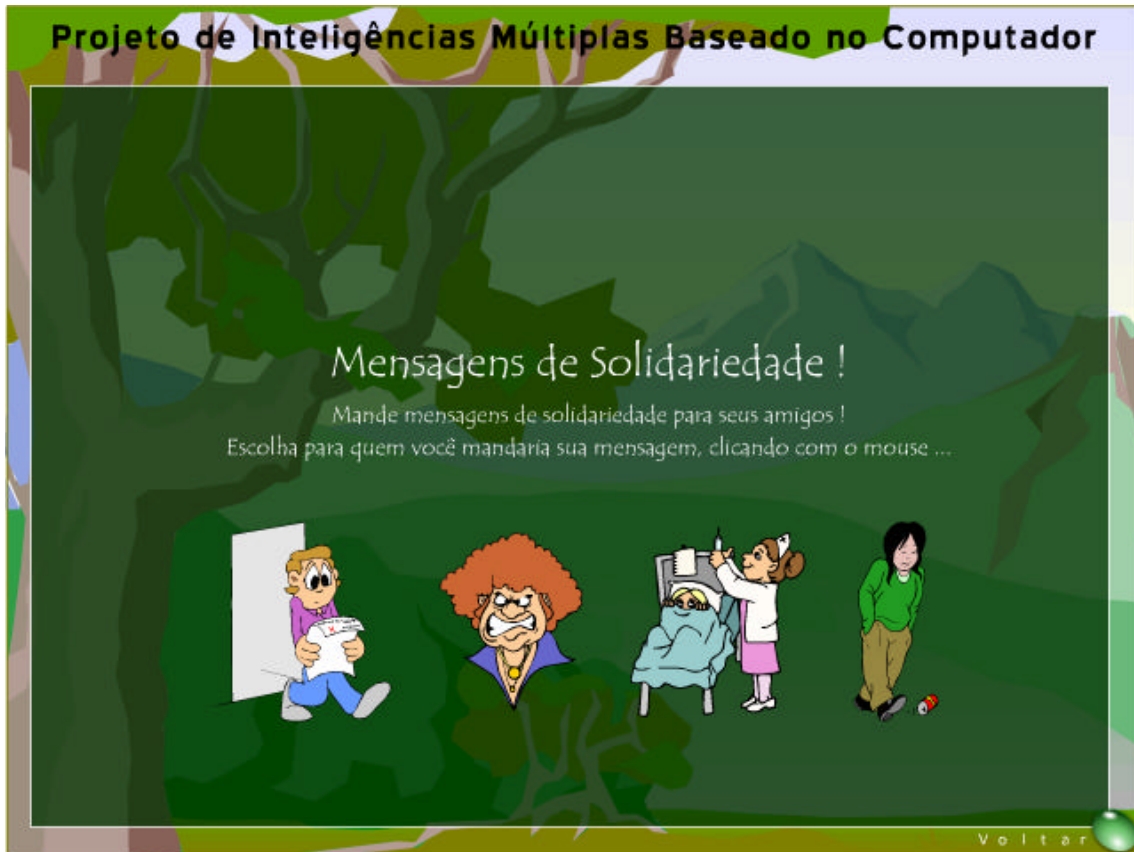 Projeto de Inteligências Múltiplas Baseado no Computador
Mensagens de Solidariedade !
Mande mensagens de solidariedade para seus amigos !
Escolha para quem você mandaria sua mensagem, clicando com o mouse ...
Voltar